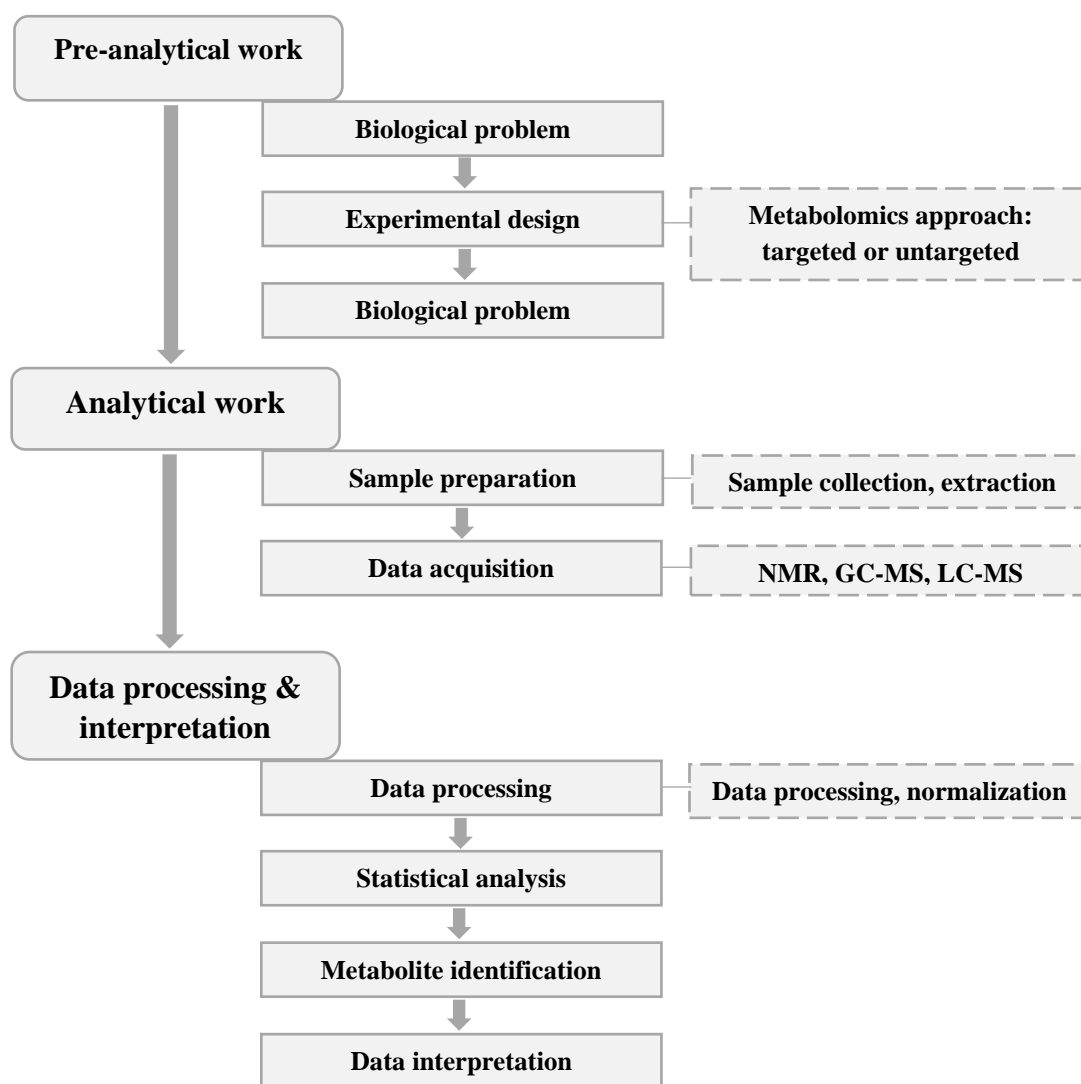 Pre-analytical work
Biological problem
Experimental design
Metabolomics approach:
targeted or untargeted
Biological problem
Analytical work
Sample preparation
Sample collection, extraction
Data acquisition
NMR, GC-MS, LC-MS
Data processing &
interpretation
Data processing
Data processing, normalization
Statistical analysis
Metabolite identification
Data interpretation